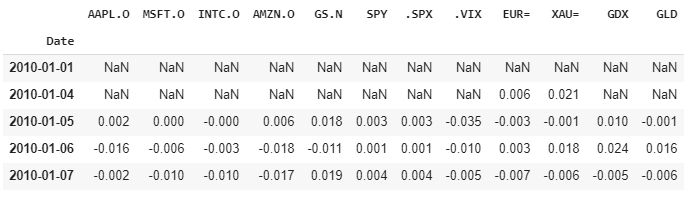 AAPL.O MSFT.O INTC.O AMZN.O GS.N SPY .SPX .VIX EUR= XAU= GDX GLD
Date
2010-01-01 NaN NaN NaN NaN NaN NaN NaN NaN NaN NaN NaN NaN
2010-01-04 NaN NaN NaN NaN NaN NaN NaN NaN 0.006 0.021 NaN NaN
2010-01-05 0.002 0.000 -0.000 0.006 0.018 0.003 0.003 -0.035 -0.003 -0.001 0.010 -0.001
2010-01-06 -0.016 -0.006 -0.003 -0.018 -0.011 0.001 0.001 -0.010 0.003 0.018 0.024 0.016
2010-01-07 -0.002 -0.010 -0.010 -0.017 0.019 0.004 0.004 -0.005 -0.007 -0.006 -0.005 -0.006